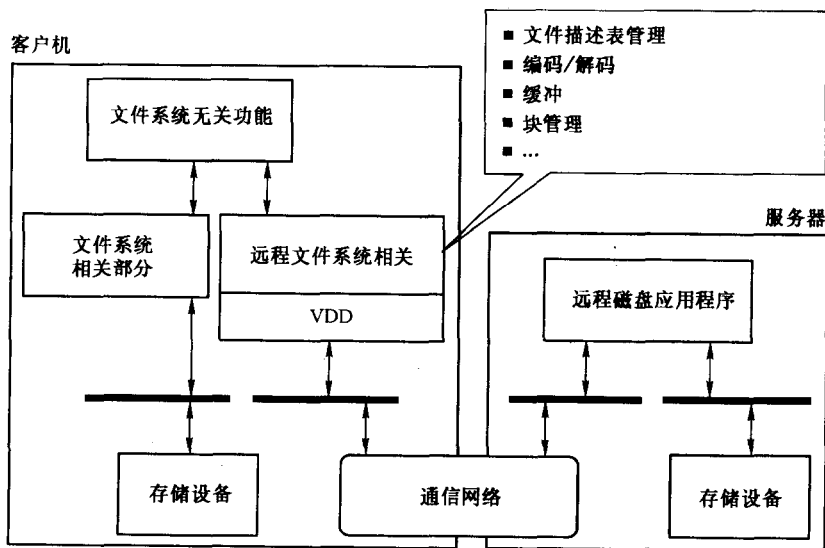 客户机
■ 文件描述表管理
■ 编码/解码
■ 缓冲
■ 块管理
■ ...
文件系统无关功能
文件系统
相关部分
远程文件系统相关
VDD
服务器
远程磁盘应用程序
存储设备
通信网络
存储设备